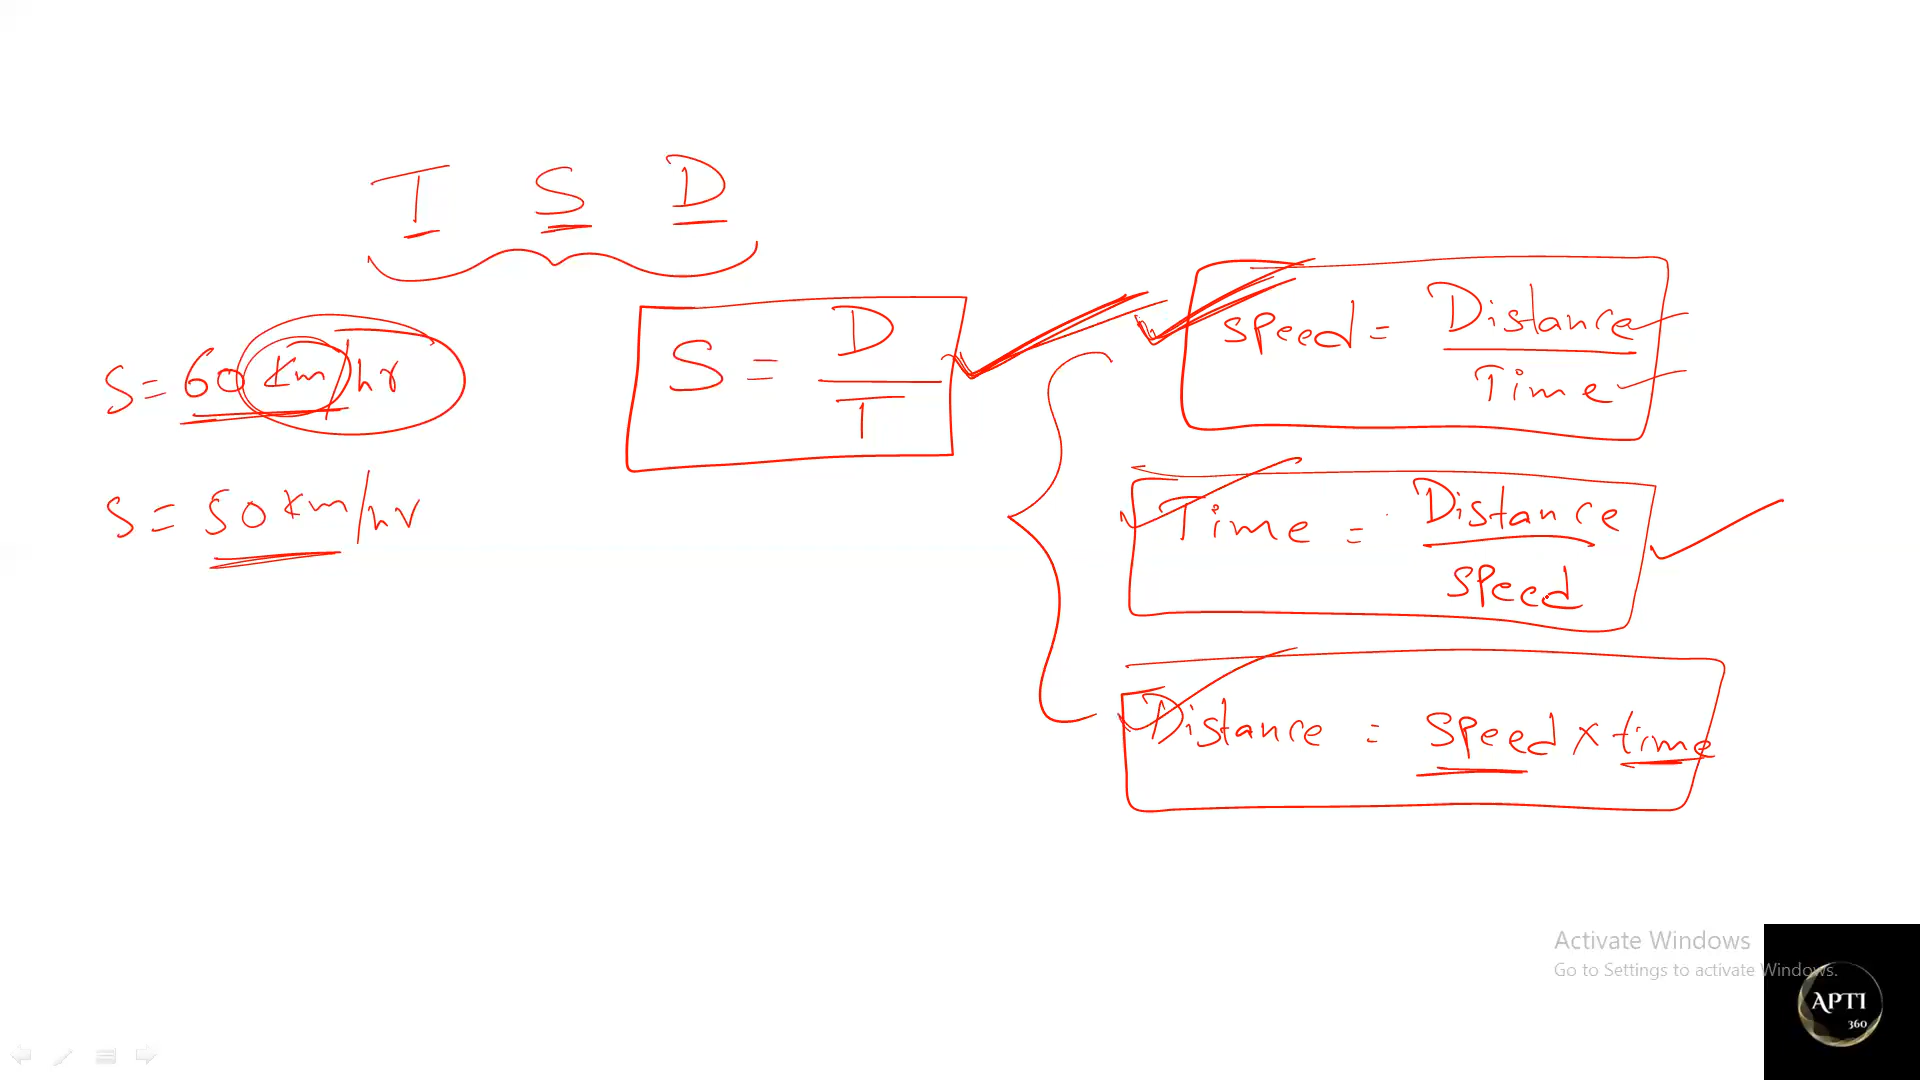 T S D
S = 60 km/hr
S = 50 km/hr
S = D
T
Speed = Distance
Time
Time = Distance
Speed
Distance = Speed x time
Activate Windows
Go to Settings to activate Windows.
APTI
360